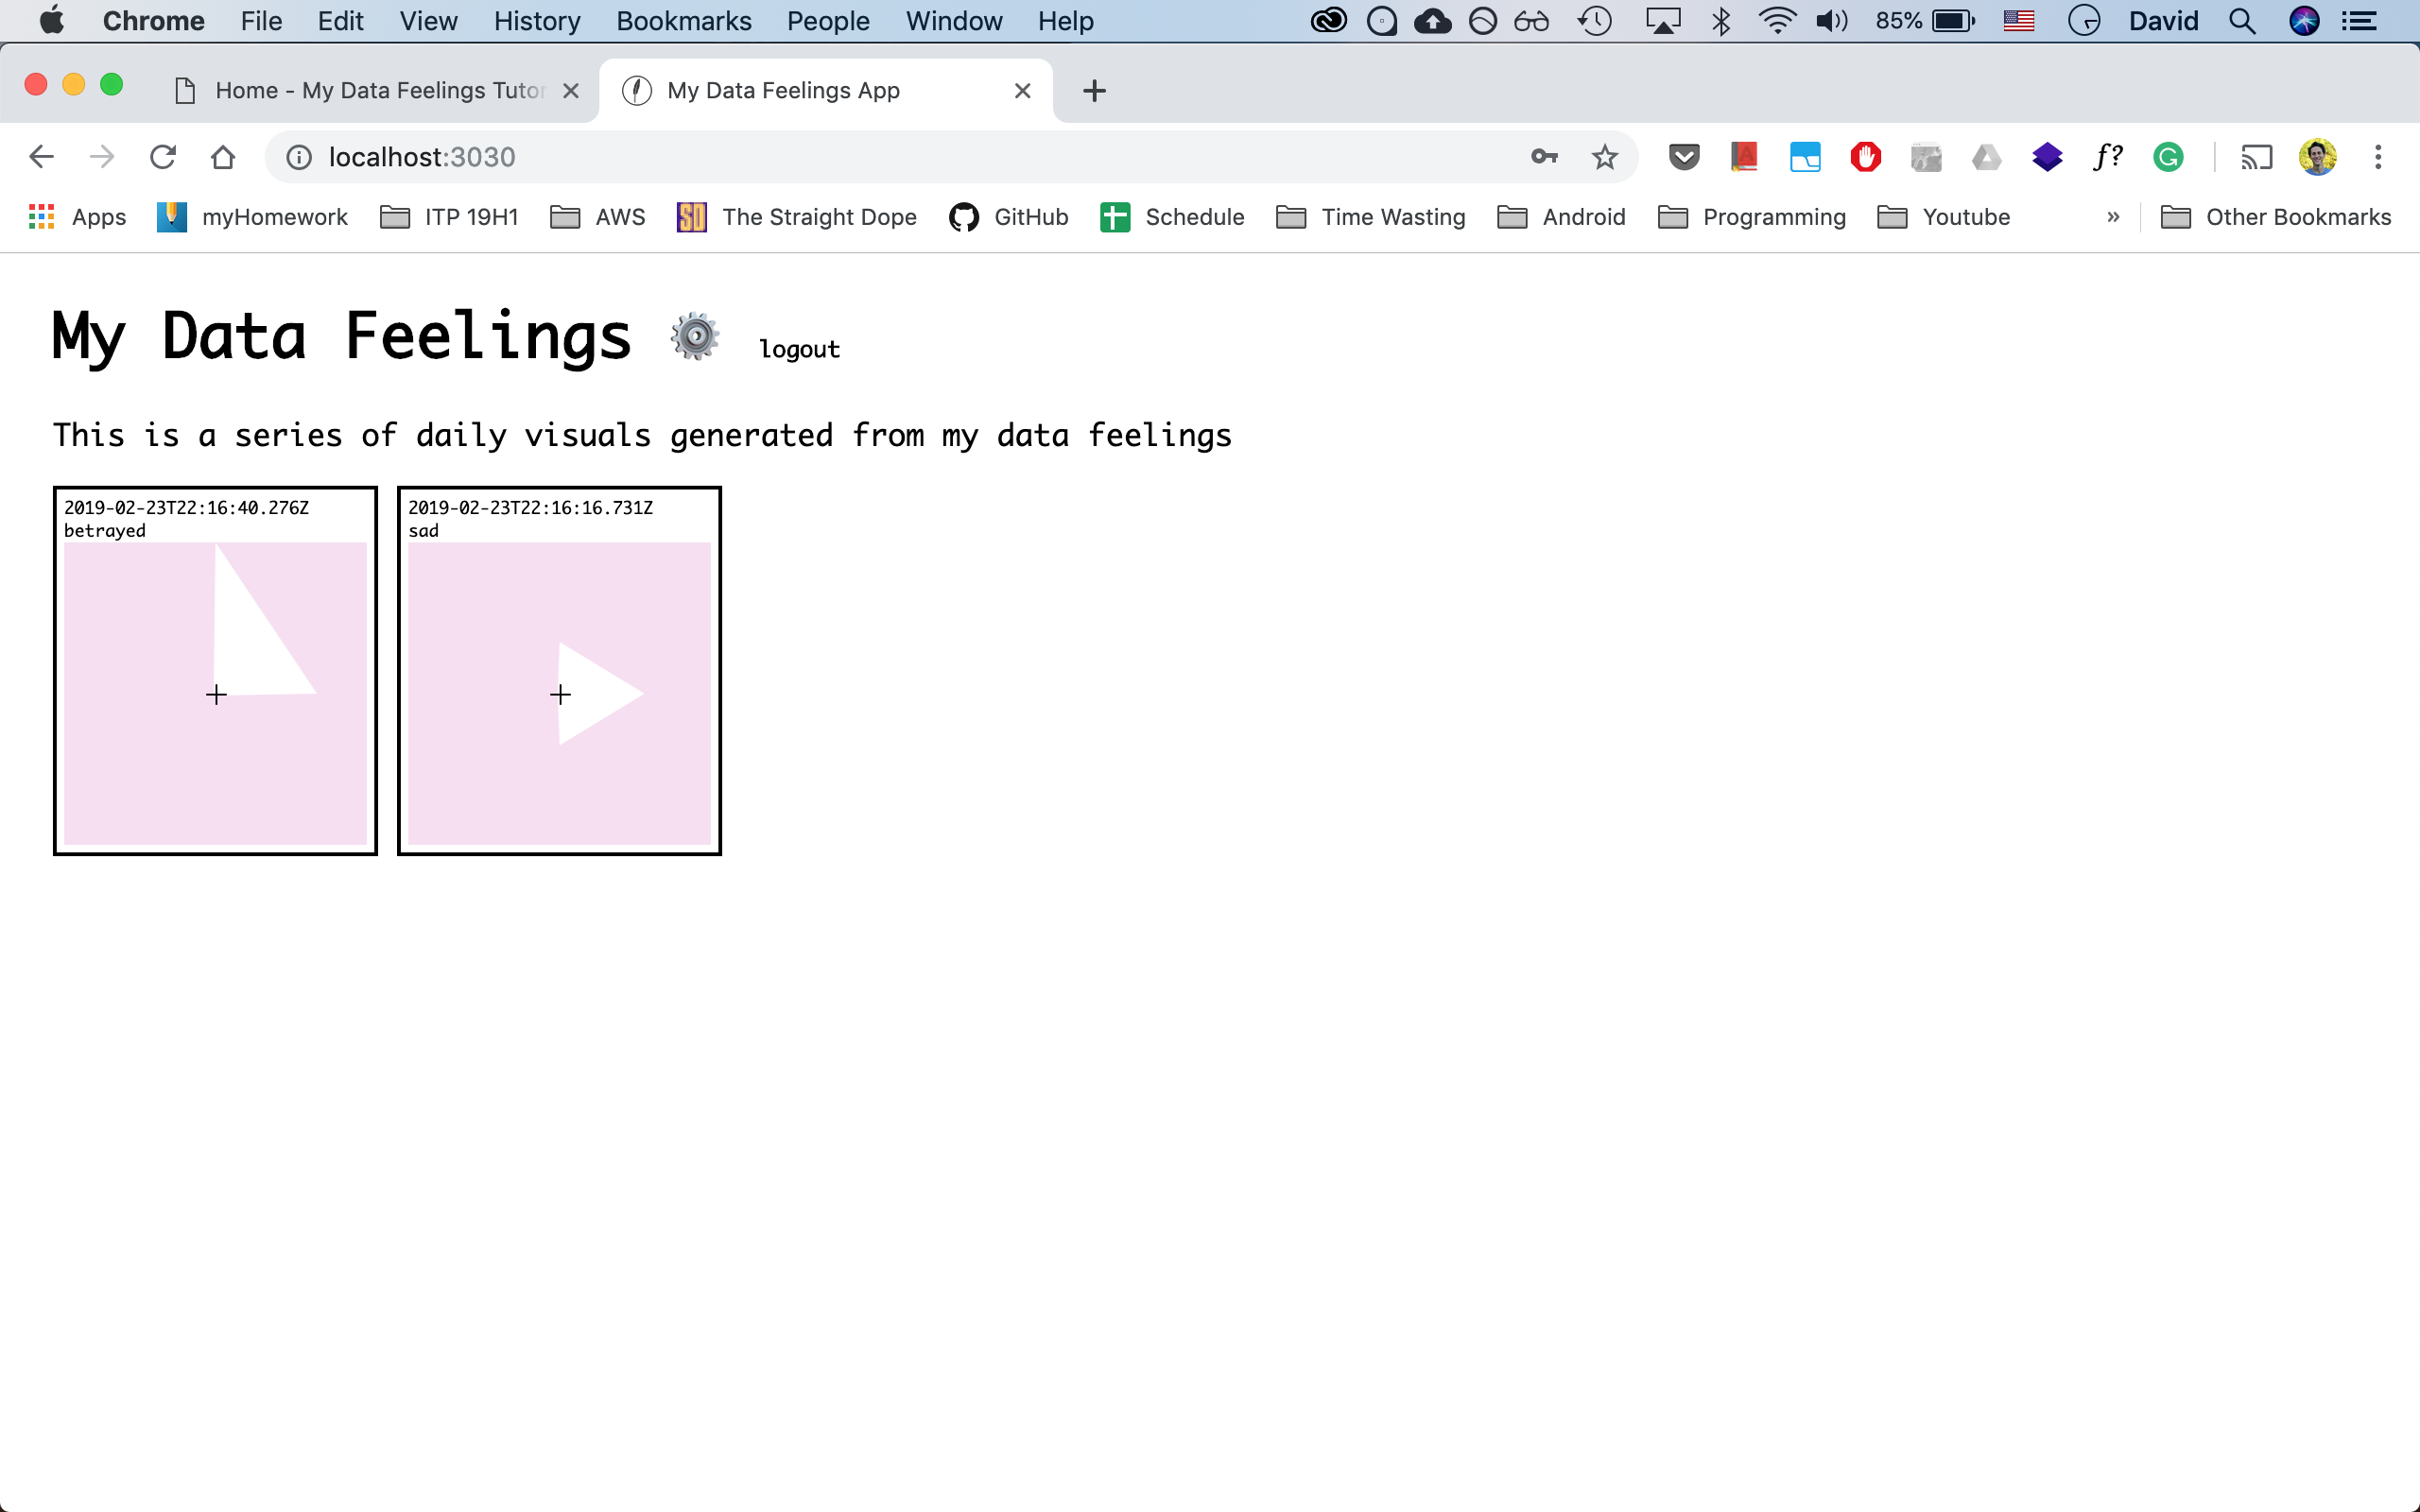 Chrome File Edit View History Bookmarks People Window Help 85% David
Home - My Data Feelings Tutor My Data Feelings App
localhost:3030 f?
Apps myHomework ITP 19H1 AWS SD The Straight Dope GitHub Schedule Time Wasting Android Programming Youtube » Other Bookmarks
My Data Feelings logout
This is a series of daily visuals generated from my data feelings
2019-02-23T22:16:40.276Z
betrayed
2019-02-23T22:16:16.731Z
sad